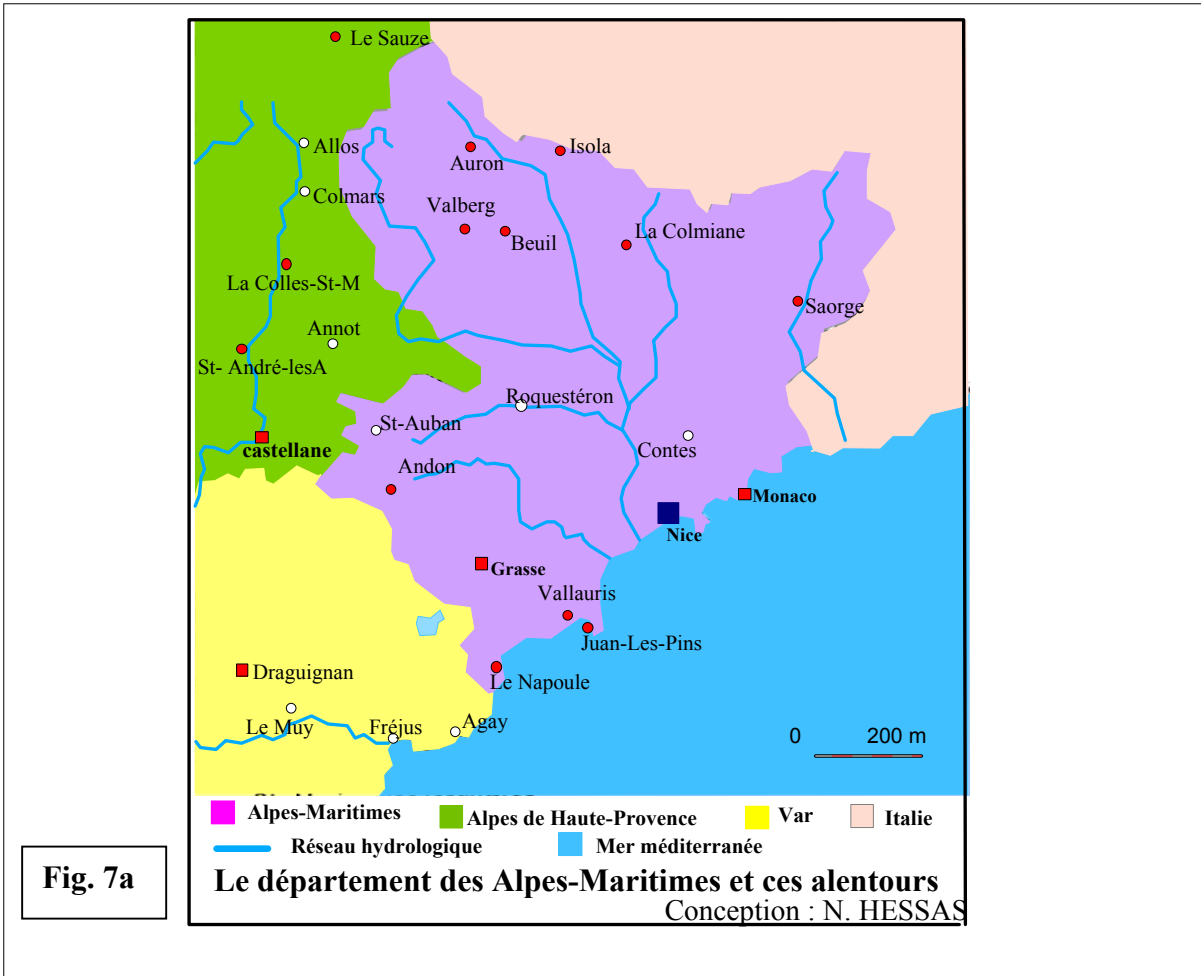 Le Sauze
Allos
Auron
Isola
Colmars
Valberg
Beuil
La Colmiane
La Colles-St-M
Saorge
Annot
St- André-lesA
Roquestéron
St-Auban
Contes
castellane
Andon
Monaco
Nice
Grasse
Vallauris
Juan-Les-Pins
Draguignan
Le Napoule
Le Muy
Fréjus
Agay
0 200 m
Alpes-Maritimes
Alpes de Haute-Provence
Var
Italie
Réseau hydrologique
Mer méditerranée
Fig. 7a
Le département des Alpes-Maritimes et ces alentours
Conception : N. HESSAS